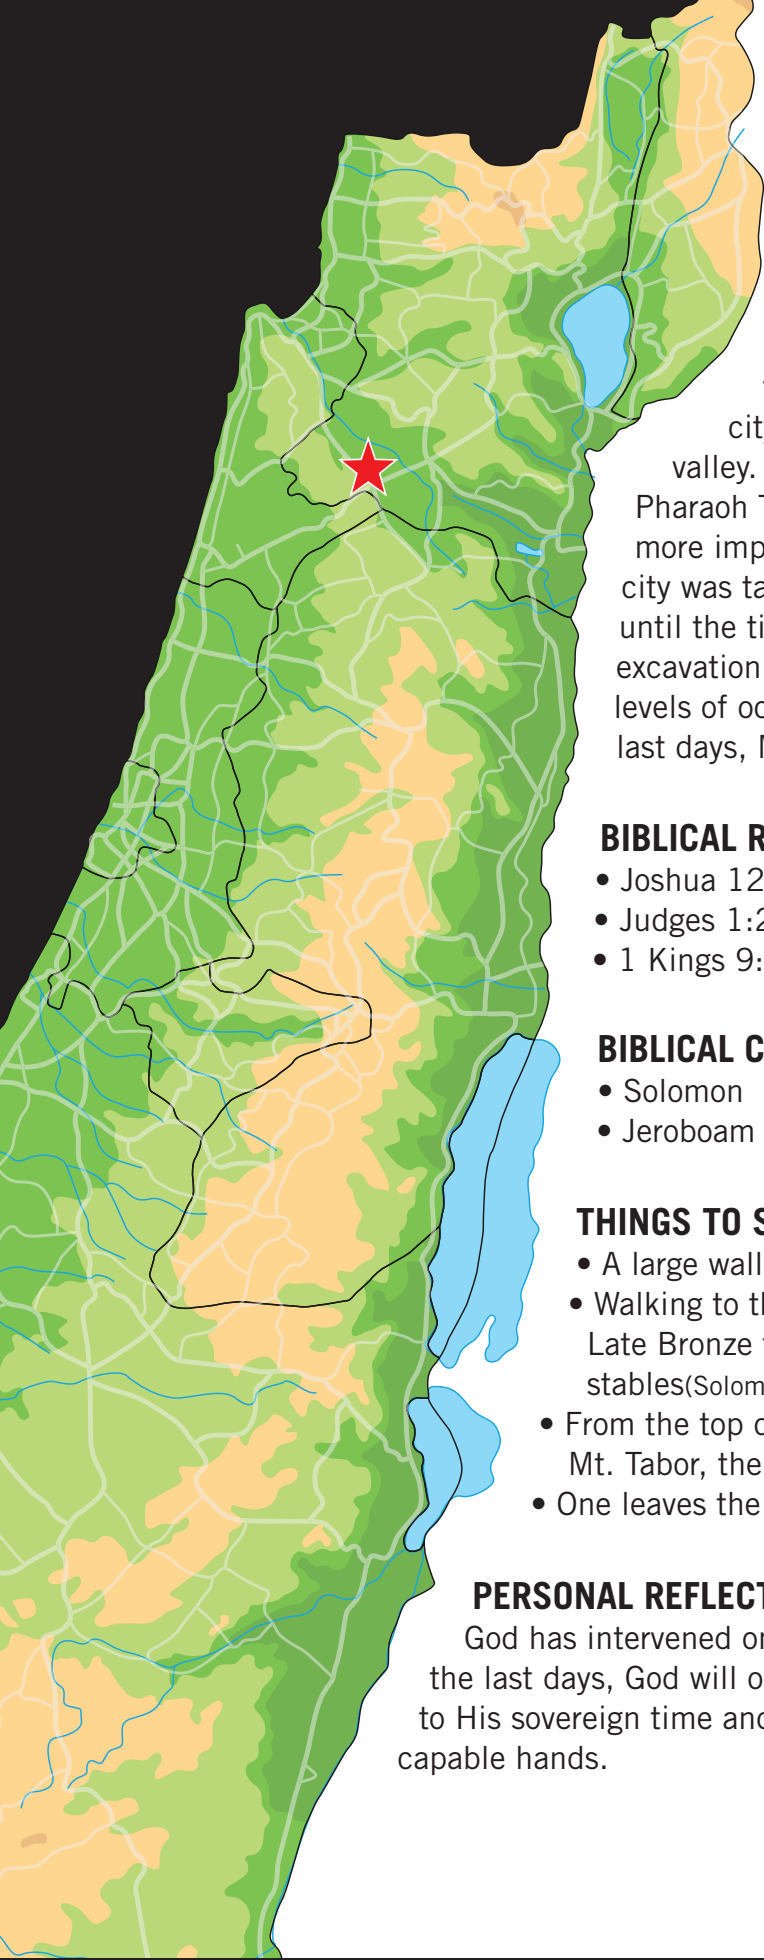 city
valley.
Pharaoh T
more imp
city was ta
until the ti
excavation
levels of oc
last days, M
BIBLICAL R
• Joshua 12
• Judges 1:2
• 1 Kings 9:
BIBLICAL C
• Solomon
• Jeroboam
THINGS TO S
• A large wall
• Walking to th
Late Bronze
stables(Solom
• From the top o
Mt. Tabor, the
• One leaves the
PERSONAL REFLECT
God has intervened on
the last days, God will o
to His sovereign time and
capable hands.